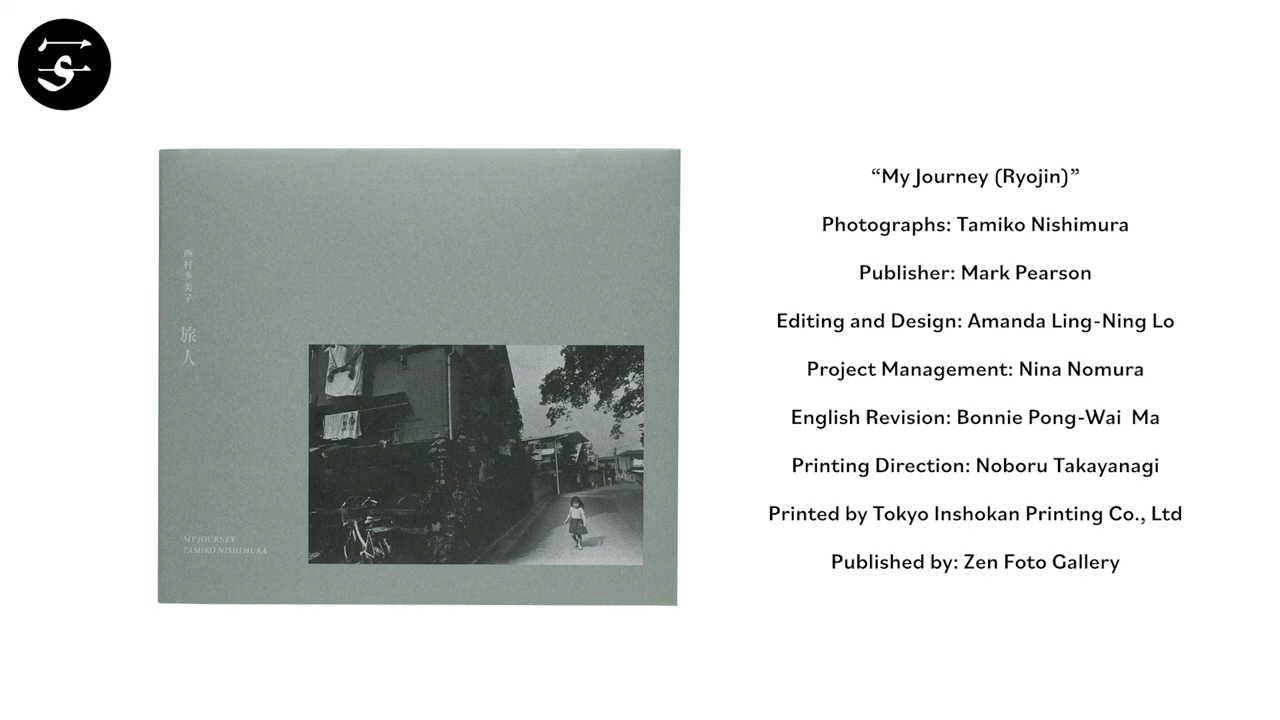 西村多美子
旅人
MY JOURNEY
TAMIKO NISHIMURA
“My Journey (Ryojin)”
Photographs: Tamiko Nishimura
Publisher: Mark Pearson
Editing and Design: Amanda Ling-Ning Lo
Project Management: Nina Nomura
English Revision: Bonnie Pong-Wai  Ma
Printing Direction: Noboru Takayanagi
Printed by Tokyo Inshokan Printing Co., Ltd
Published by: Zen Foto Gallery